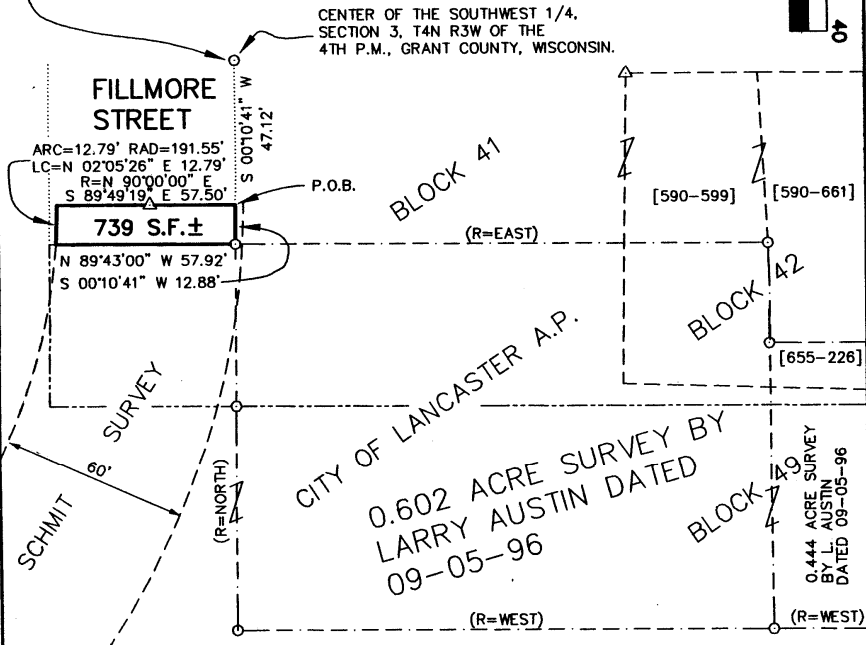 CENTER OF THE SOUTHWEST 1/4,
SECTION 3, T4N R3W OF THE
4TH P.M., GRANT COUNTY, WISCONSIN.
40
FILLMORE
STREET
S 00°10'41" W
47.12'
ARC=12.79' RAD=191.55'
LC=N 02°05'26" E 12.79'
R=N 90°00'00" E
S 89°49'19" E 57.50'
P.O.B.
739 S.F.±
N 89°43'00" W 57.92'
S 00°10'41" W 12.88'
BLOCK 41
(R=EAST)
[590-599]
[590-661]
BLOCK 42
[655-226]
CITY OF LANCASTER A.P.
SCHMIT SURVEY
60'
(R=NORTH)
0.602 ACRE SURVEY BY
LARRY AUSTIN DATED
09-05-96
BLOCK 49
0.444 ACRE SURVEY
BY L. AUSTIN
DATED 09-05-96
(R=WEST)
(R=WEST)